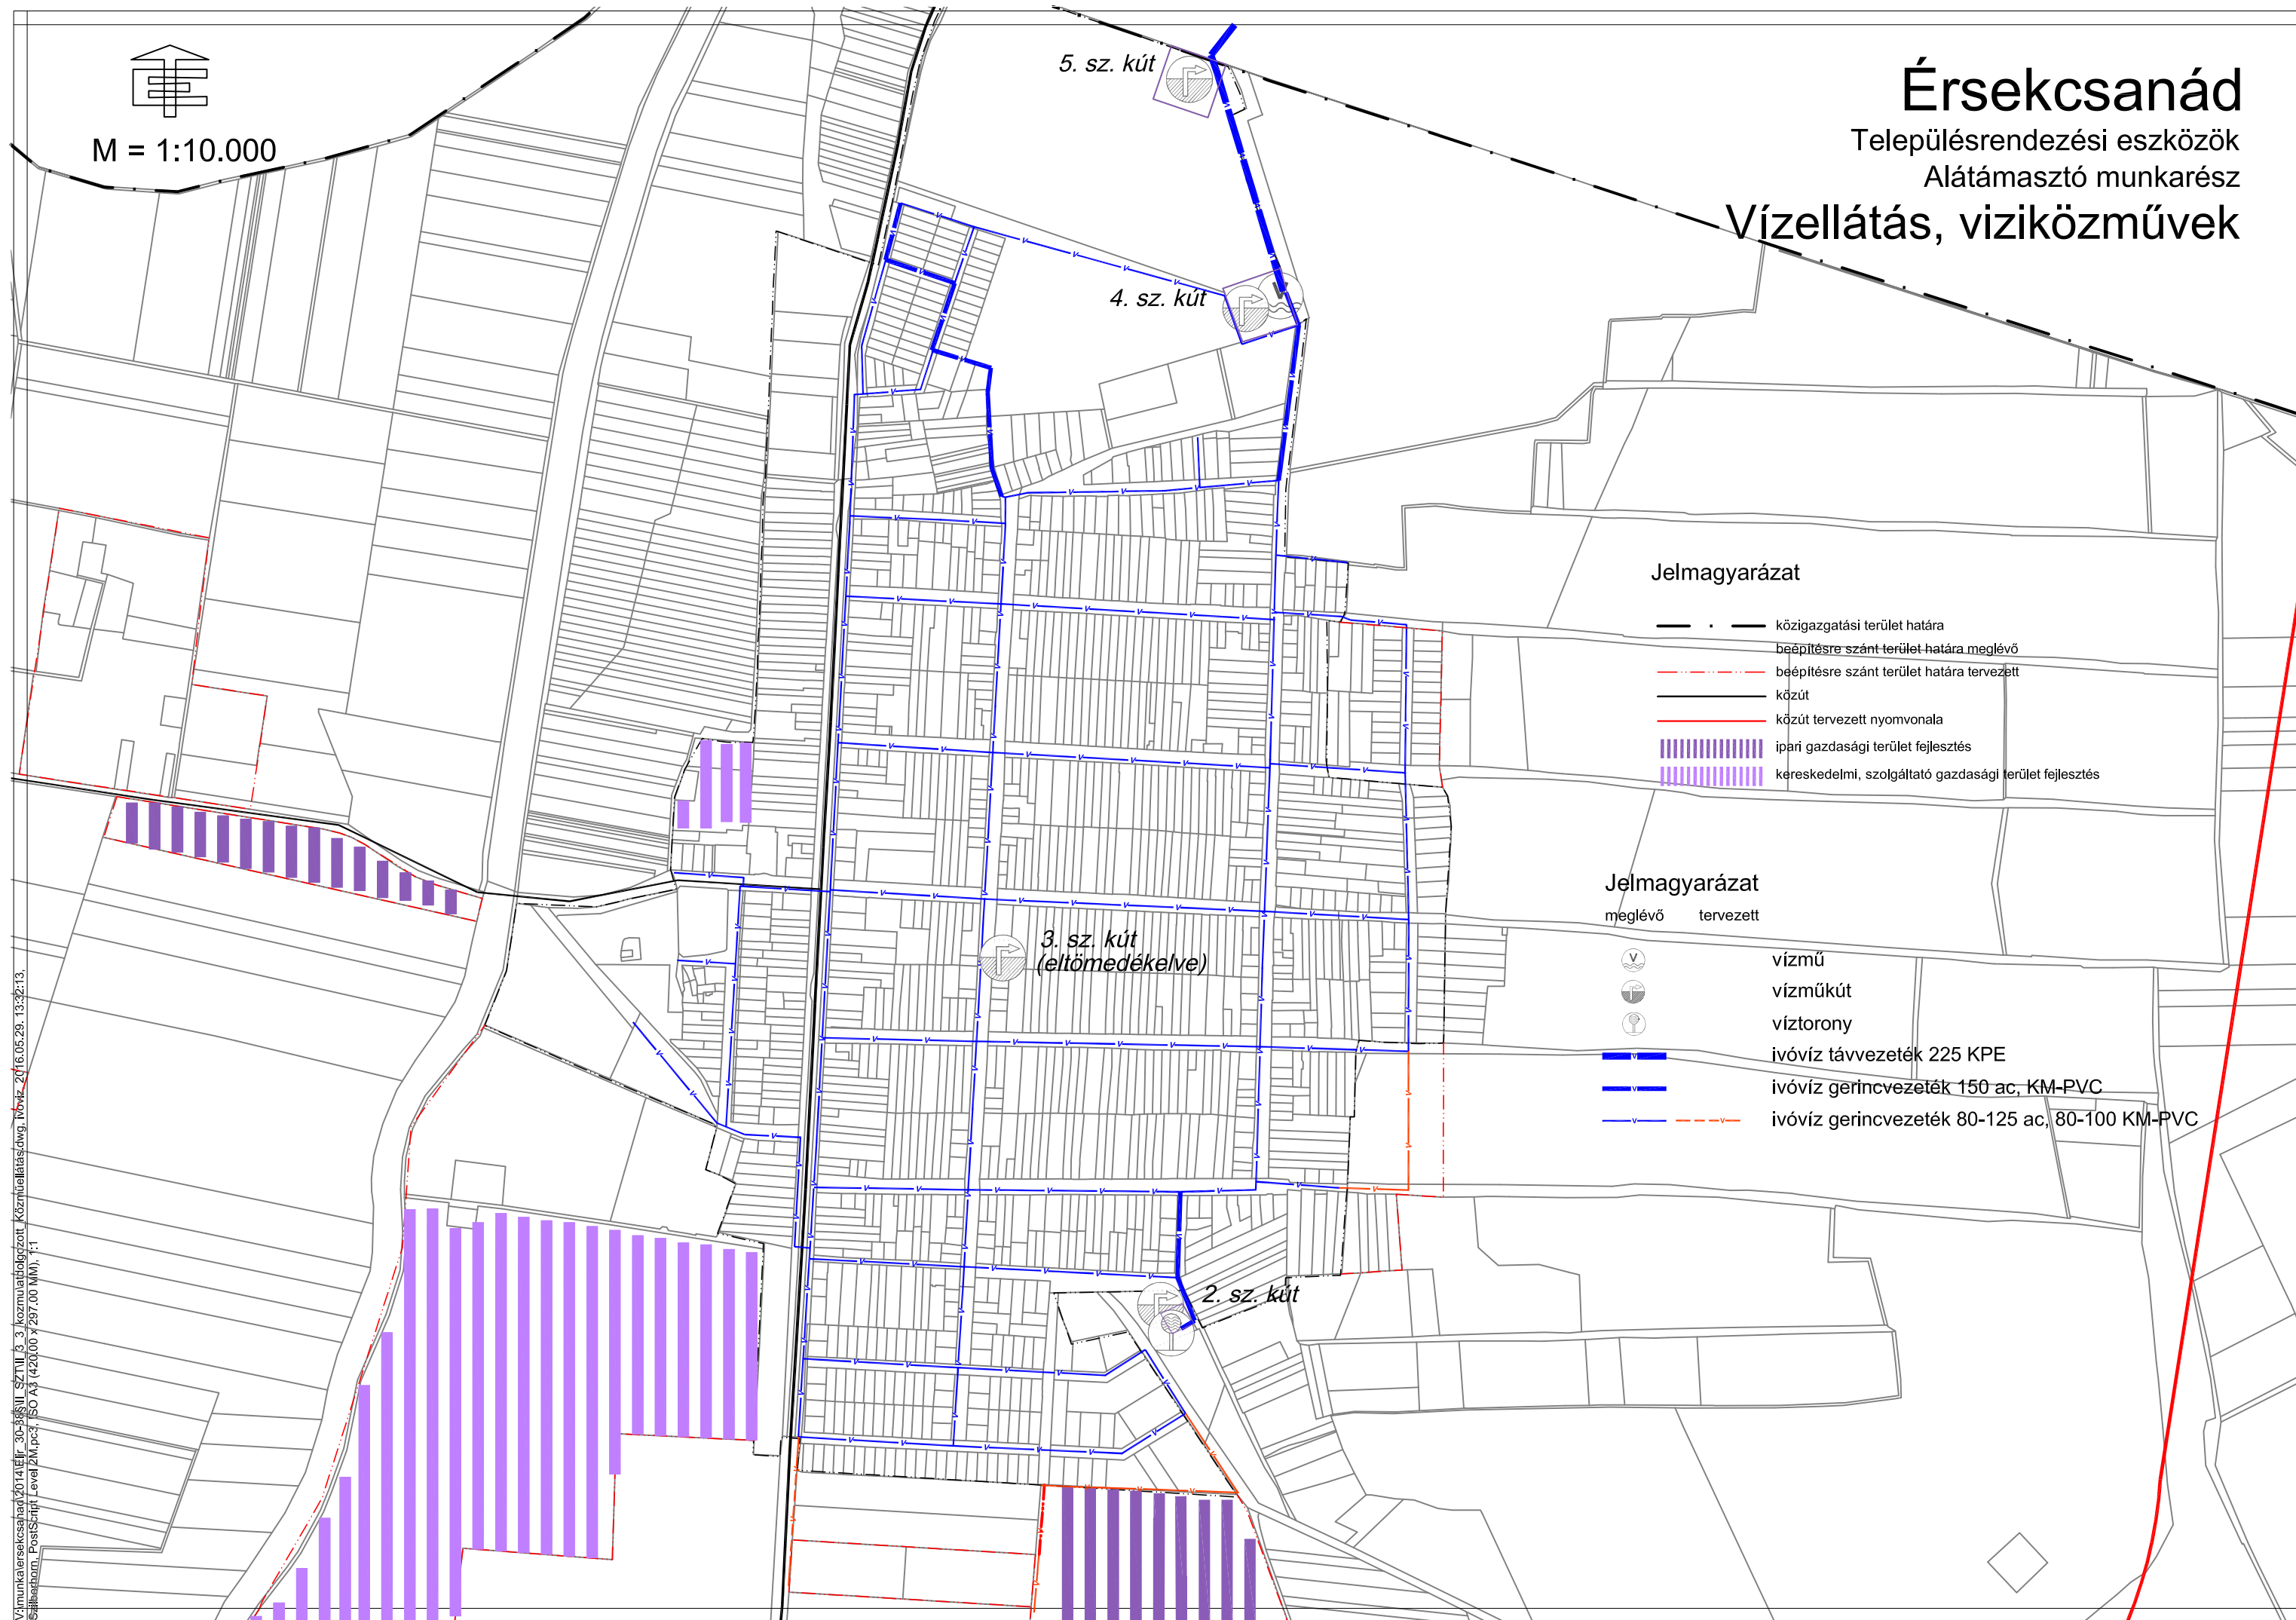 M = 1:10.000
5. sz. kút
Érsekcsanád
Településrendezési eszközök
Alátámasztó munkarész
Vízellátás, viziközművek
4. sz. kút
Jelmagyarázat
közigazgatási terület határa
beépítésre szánt terület határa meglévő
beépítésre szánt terület határa tervezett
közút
közút tervezett nyomvonala
ipari gazdasági terület fejlesztés
kereskedelmi, szolgáltató gazdasági terület fejlesztés
Jelmagyarázat
meglévő tervezett
V vízmű
vízműkút
víztorony
v ivóvíz távvezeték 225 KPE
v ivóvíz gerincvezeték 150 ac, KM-PVC
v v ivóvíz gerincvezeték 80-125 ac, 80-100 KM-PVC
3. sz. kút
(eltömedékelve)
2. sz. kút